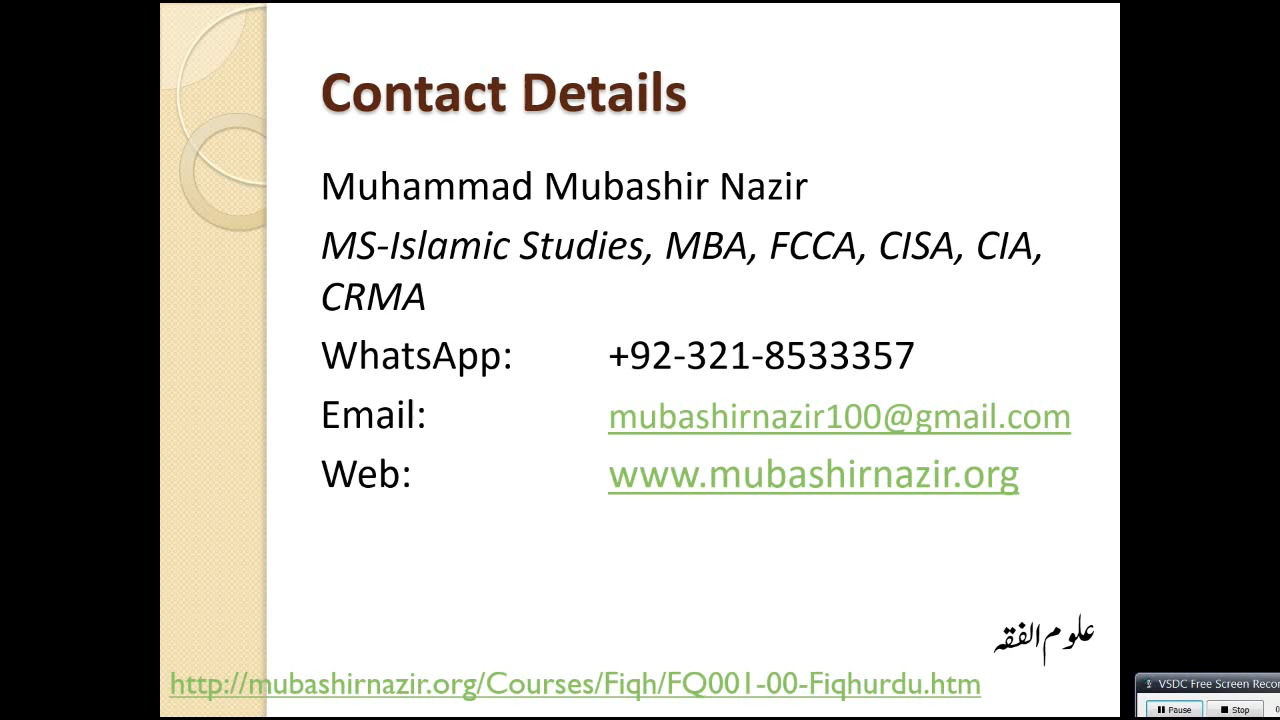 Contact Details
Muhammad Mubashir Nazir
MS-Islamic Studies, MBA, FCCA, CISA, CIA,
CRMA
WhatsApp: +92-321-8533357
Email: mubashirnazir100@gmail.com
Web: www.mubashirnazir.org
علوم الفقہ
http://mubashirnazir.org/Courses/Fiqh/FQ001-00-Fiqhurdu.htm
VSDC Free Screen Recor
Pause Stop 0